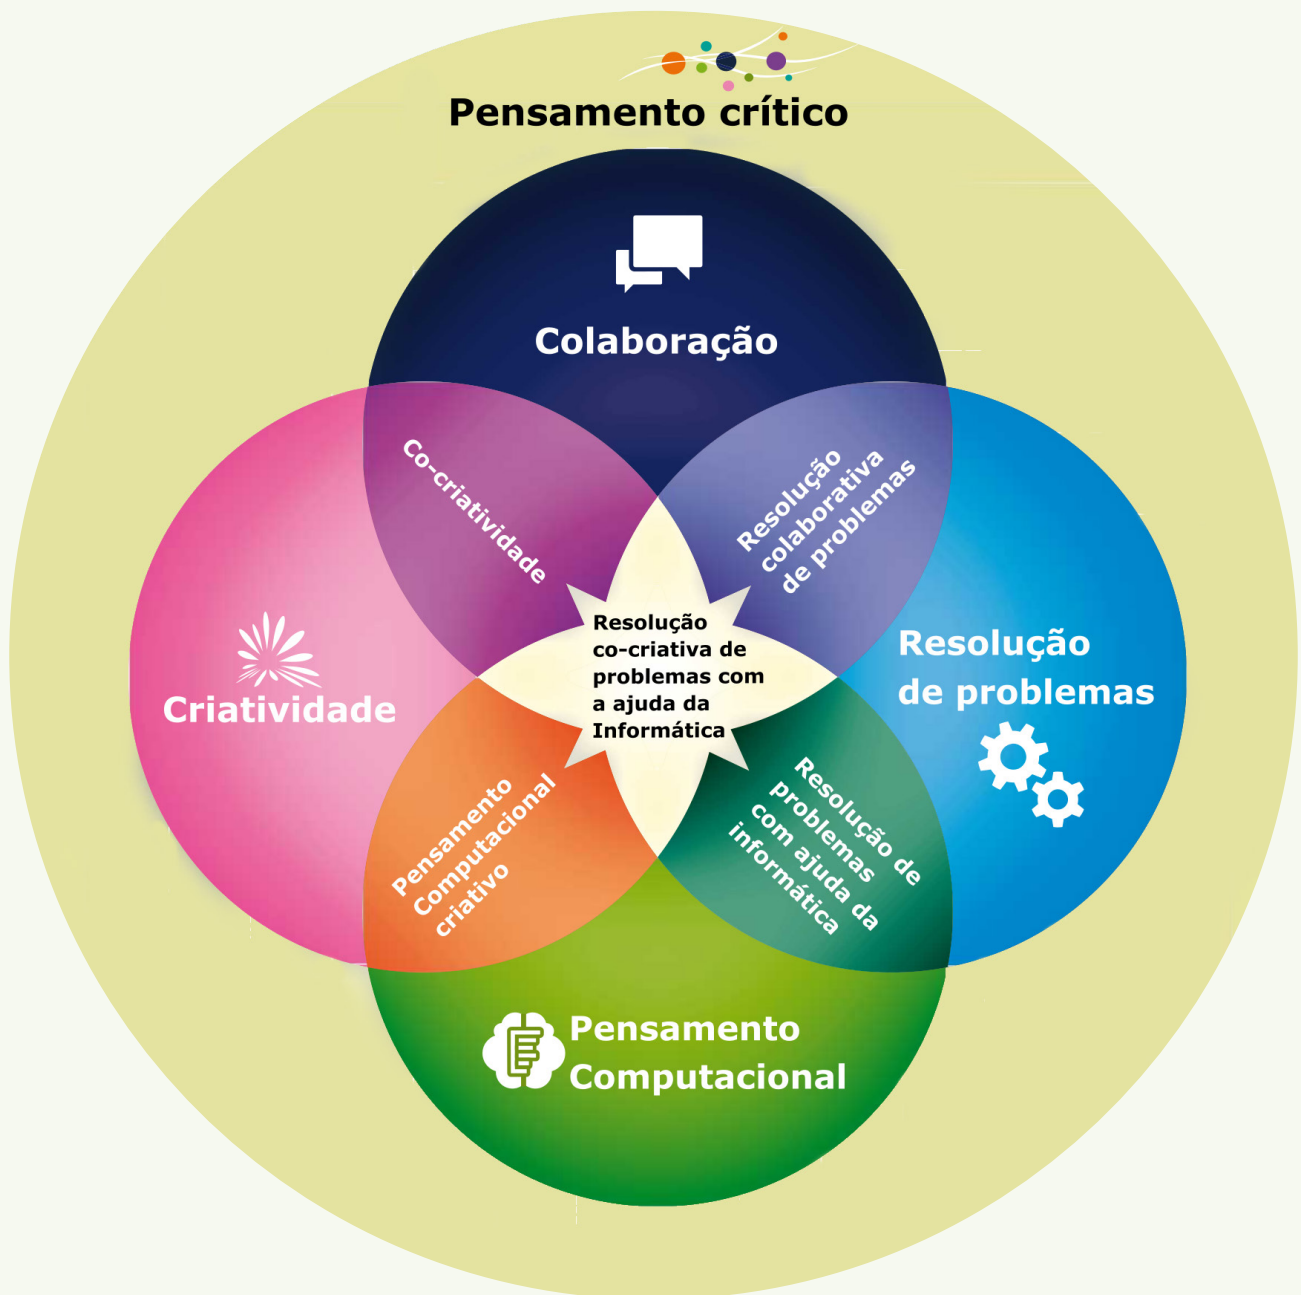 Pensamento crítico
Colaboração
Co-criatividade
Resolução
colaborativa
de problemas
Criatividade
Resolução
co-criativa de
problemas com
a ajuda da
Informática
Resolução
de problemas
Pensamento
Computacional
criativo
Resolução de
problemas
com ajuda da
informática
Pensamento
Computacional